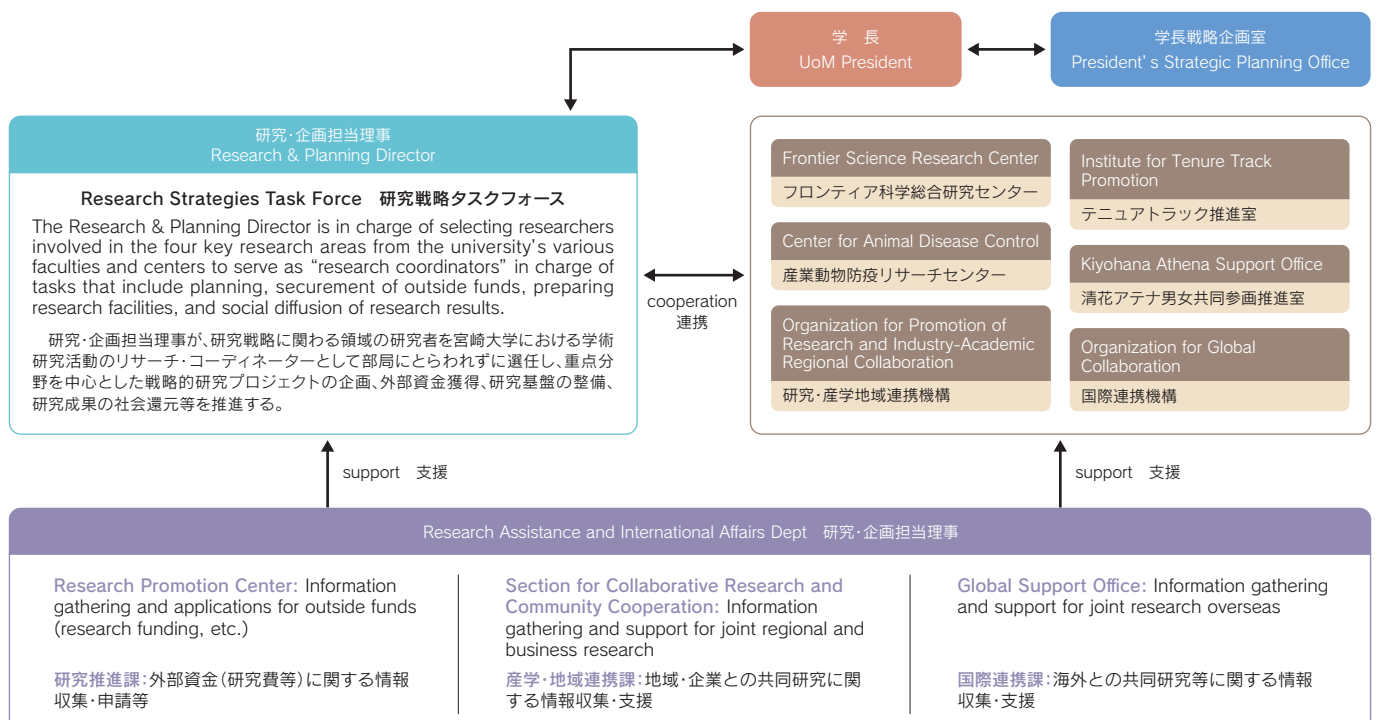 学　長
UoM President
学長戦略企画室
President's Strategic Planning Office
研究・企画担当理事
Research & Planning Director
Research Strategies Task Force　研究戦略タスクフォース
The Research & Planning Director is in charge of selecting researchers
involved in the four key research areas from the university's various
faculties and centers to serve as “research coordinators” in charge of
tasks that include planning, securement of outside funds, preparing
research facilities, and social diffusion of research results.
研究・企画担当理事が、研究戦略に関わる領域の研究者を宮崎大学における学術
研究活動のリサーチ・コーディネーターとして部局にとらわれずに選任し、重点分
野を中心とした戦略的研究プロジェクトの企画、外部資金獲得、研究基盤の整備、
研究成果の社会還元等を推進する。
cooperation
連携
Frontier Science Research Center
フロンティア科学総合研究センター
Center for Animal Disease Control
産業動物防疫リサーチセンター
Organization for Promotion of
Research and Industry-Academic
Regional Collaboration
研究・産学地域連携機構
Institute for Tenure Track
Promotion
テニュアトラック推進室
Kiyohana Athena Support Office
清花アテナ男女共同参画推進室
Organization for Global
Collaboration
国際連携機構
support　支援
support　支援
Research Assistance and International Affairs Dept　研究・企画担当理事
Research Promotion Center: Information
gathering and applications for outside funds
(research funding, etc.)
研究推進課：外部資金（研究費等）に関する情報
収集・申請等
Section for Collaborative Research and
Community Cooperation: Information
gathering and support for joint regional and
business research
産学・地域連携課：地域・企業との共同研究に関
する情報収集・支援
Global Support Office: Information gathering
and support for joint research overseas
国際連携課：海外との共同研究等に関する情報
収集・支援